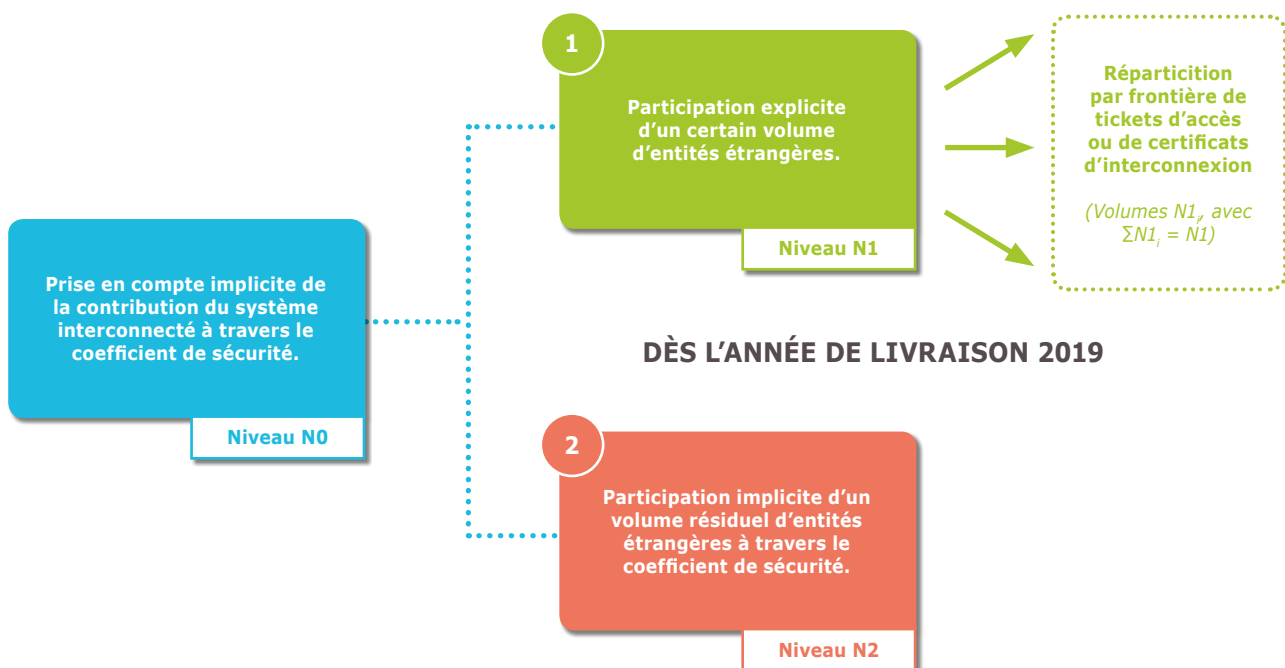 Prise en compte implicite de
la contribution du système
interconnecté à travers le
coefficient de sécurité.
Niveau N0
1
Participation explicite
d'un certain volume
d'entités étrangères.
Niveau N1
Réparticition
par frontière de
tickets d'accès
ou de certificats
d'interconnexion
(Volumes N1i, avec
ΣN1i = N1)
DÈS L'ANNÉE DE LIVRAISON 2019
2
Participation implicite d'un
volume résiduel d'entités
étrangères à travers le
coefficient de sécurité.
Niveau N2